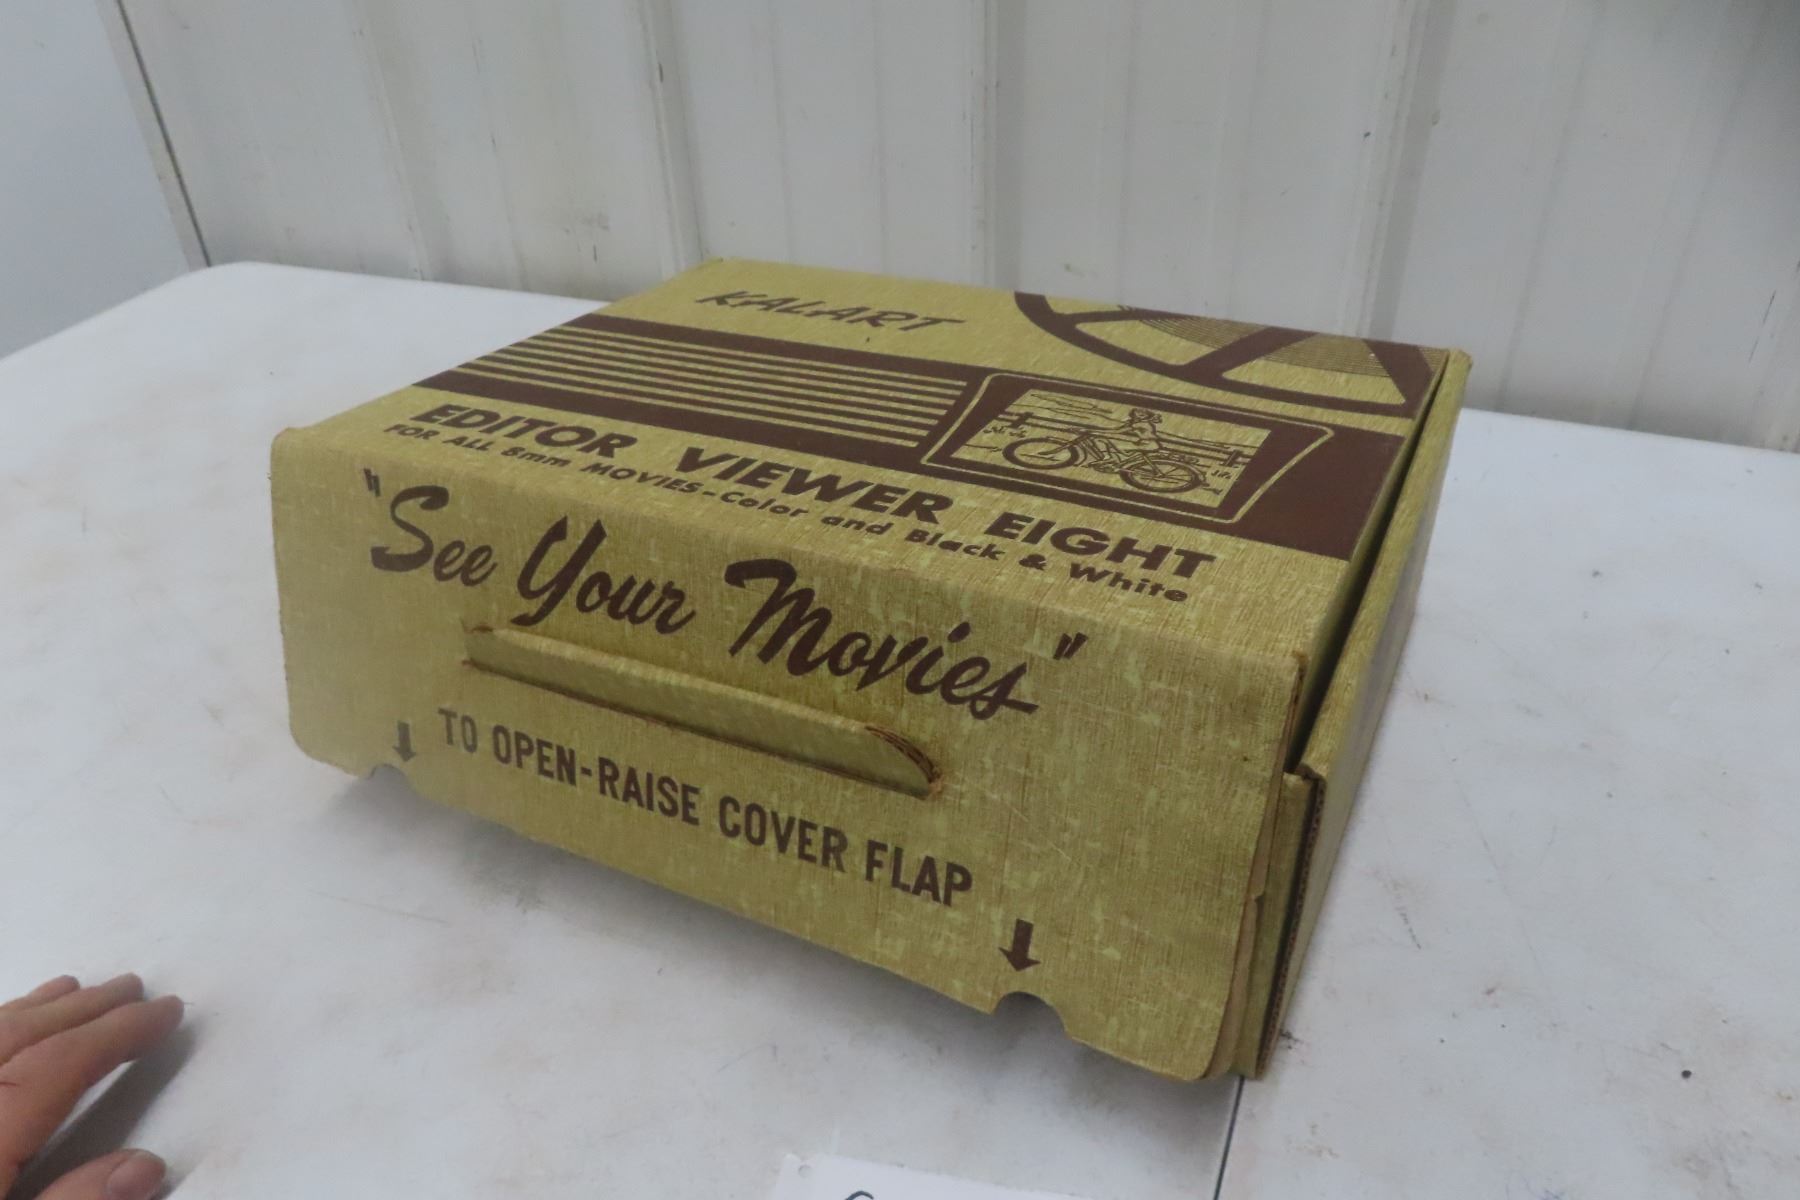 KALART
EDITOR VIEWER EIGHT
FOR ALL 8mm MOVIES-Color and Black & White
"See Your Movies"
TO OPEN-RAISE COVER FLAP